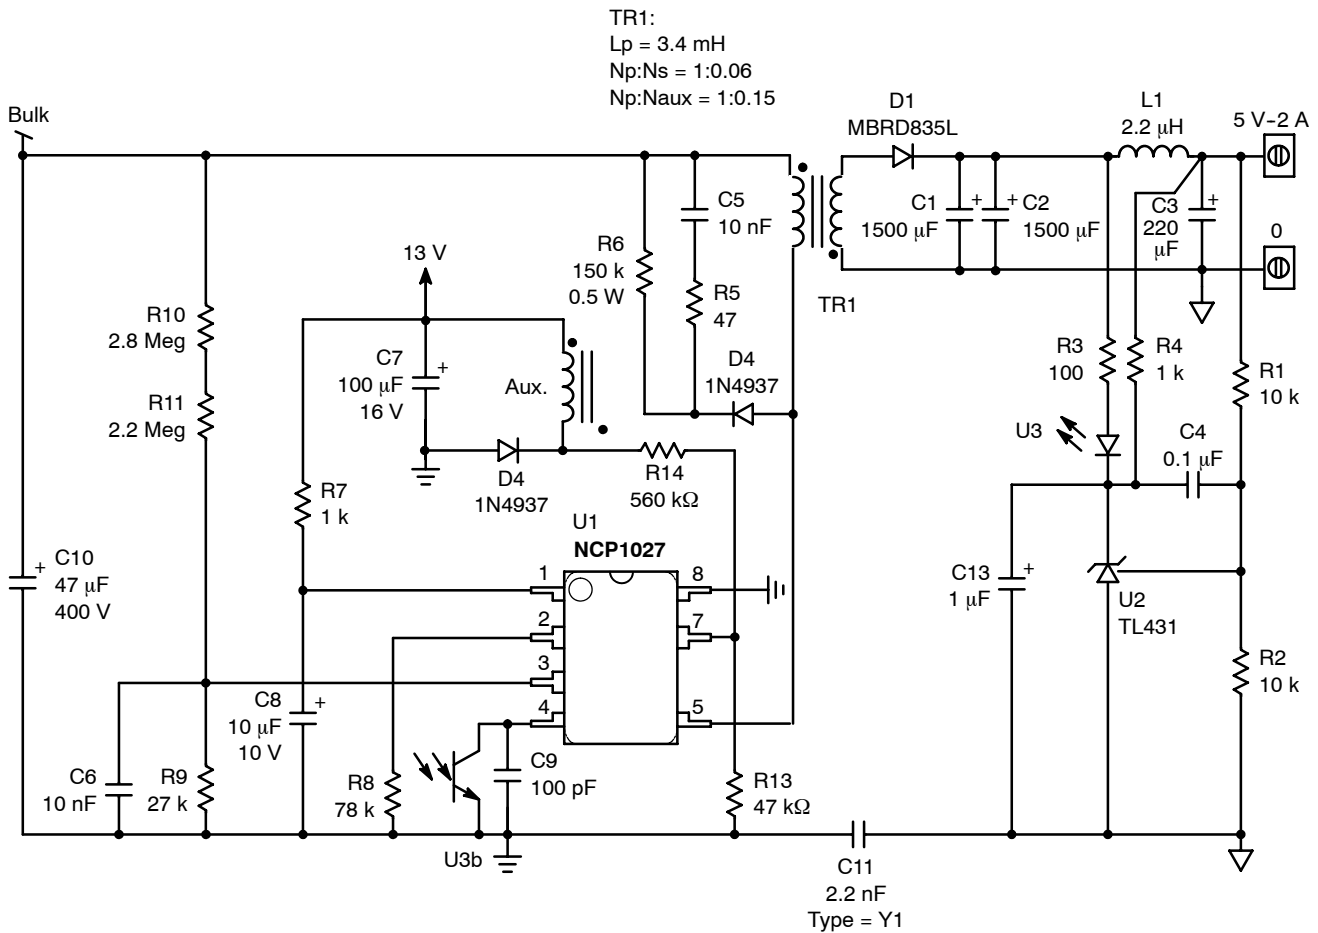 TR1:
Lp = 3.4 mH
Np:Ns = 1:0.06
Np:Naux = 1:0.15
Bulk
D1
MBRD835L
L1
2.2 μH
5 V−2 A
C5
10 nF
C1
1500 μF
+
+
C2
1500 μF
C3
220
μF
+
0
R6
150 k
0.5 W
13 V
TR1
R5
47
R10
2.8 Meg
C7
100 μF
16 V
+
Aux.
D4
1N4937
R3
100
R4
1 k
R1
10 k
R11
2.2 Meg
U3
C4
0.1 μF
D4
1N4937
R14
560 kΩ
R7
1 k
U1
NCP1027
C10
47 μF
400 V
+
1
2
3
4
8
7
5
C13
1 μF
+
U2
TL431
R2
10 k
C8
10 μF
10 V
+
C6
10 nF
R9
27 k
R8
78 k
C9
100 pF
R13
47 kΩ
U3b
C11
2.2 nF
Type = Y1